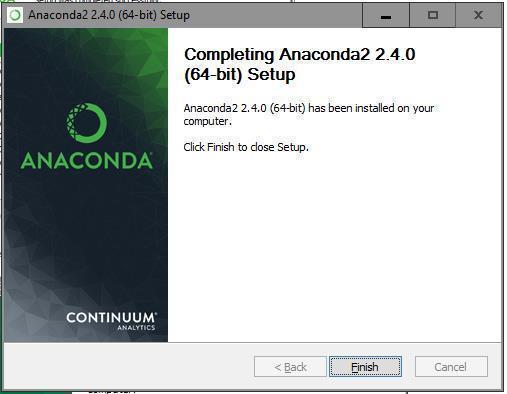 Anaconda2 2.4.0 (64-bit) Setup
Completing Anaconda2 2.4.0
(64-bit) Setup
Anaconda2 2.4.0 (64-bit) has been installed on your
computer.
Click Finish to close Setup.
ANACONDA®
CONTINUUM®
ANALYTICS
< Back
Finish
Cancel